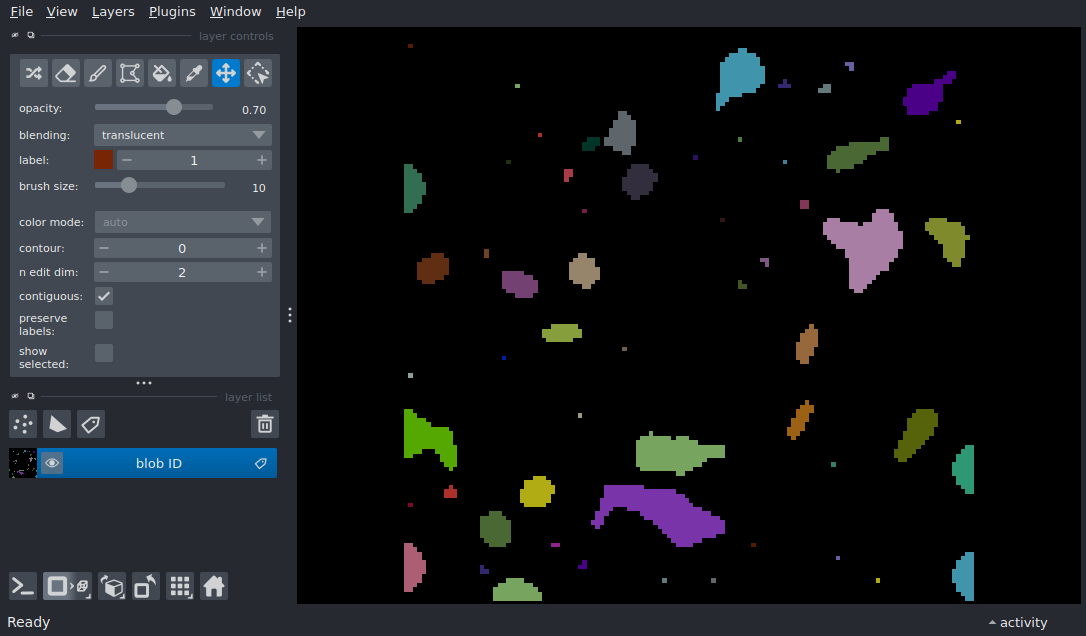 File View Layers Plugins Window Help
layer controls
opacity: 0.70
blending: translucent
label: 1
brush size: 10
color mode: auto
contour: 0
n edit dim: 2
contiguous:
preserve
labels:
show
selected:
layer list
blob ID
Ready
activity